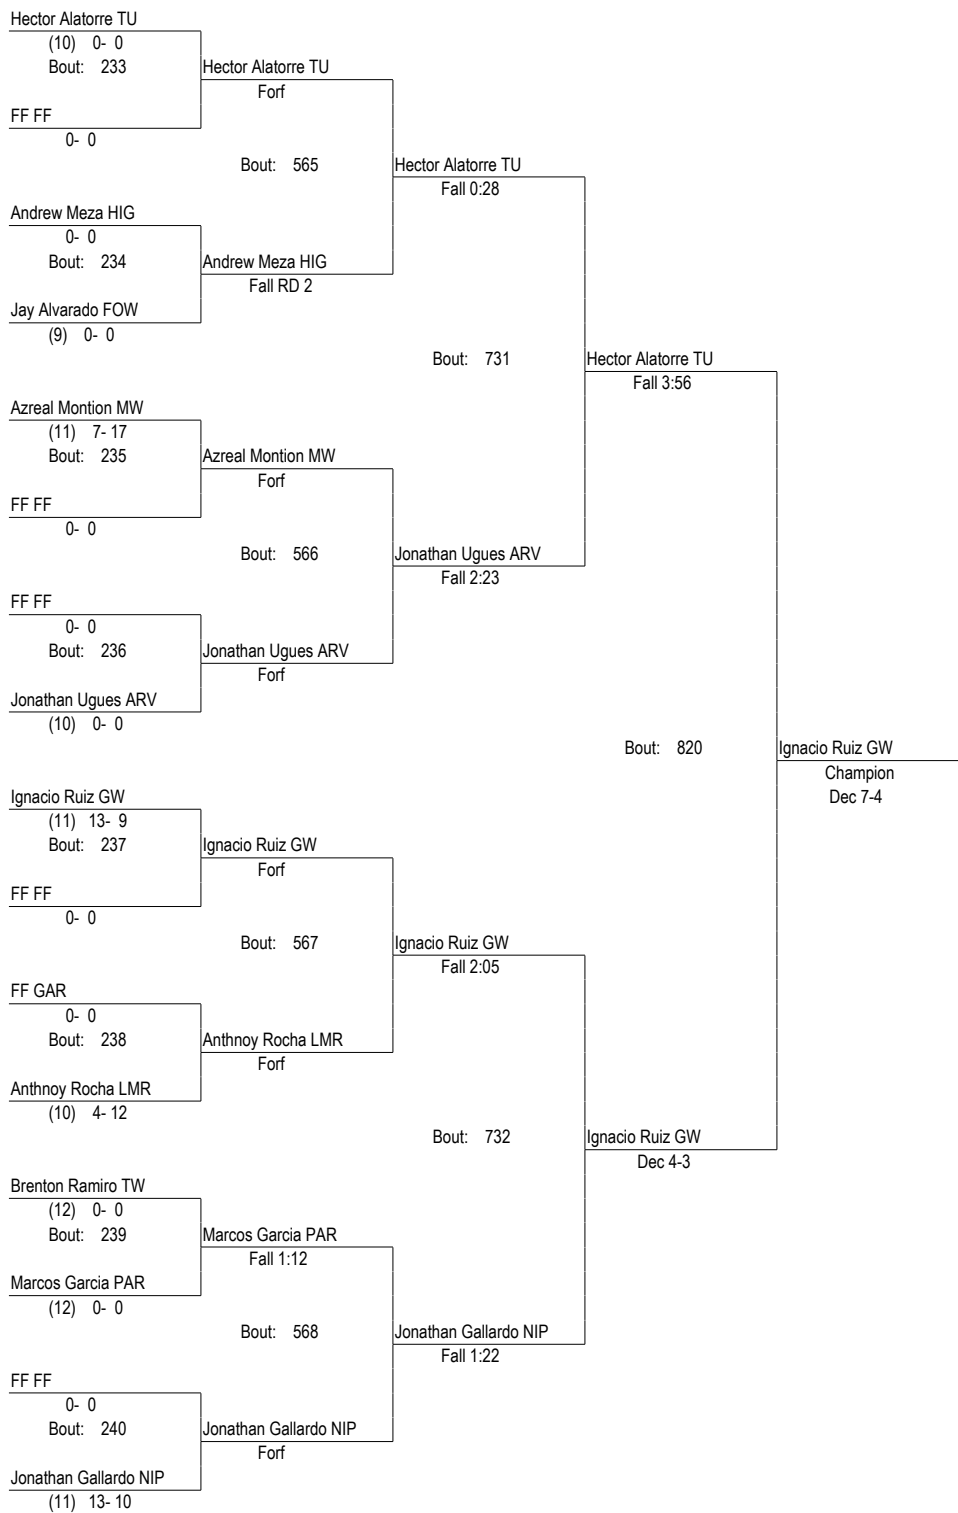 Hector Alatorre TU
(10) 0- 0
Bout: 233
Hector Alatorre TU
Forf
FF FF
0- 0
Bout: 565
Hector Alatorre TU
Fall 0:28
Andrew Meza HIG
0- 0
Bout: 234
Andrew Meza HIG
Fall RD 2
Jay Alvarado FOW
(9) 0- 0
Bout: 731
Hector Alatorre TU
Fall 3:56
Azreal Montion MW
(11) 7- 17
Bout: 235
Azreal Montion MW
Forf
FF FF
0- 0
Bout: 566
Jonathan Ugues ARV
Fall 2:23
FF FF
0- 0
Bout: 236
Jonathan Ugues ARV
Forf
Jonathan Ugues ARV
(10) 0- 0
Bout: 820
Ignacio Ruiz GW
Champion
Dec 7-4
Ignacio Ruiz GW
(11) 13- 9
Bout: 237
Ignacio Ruiz GW
Forf
FF FF
0- 0
Bout: 567
Ignacio Ruiz GW
Fall 2:05
FF GAR
0- 0
Bout: 238
Anthnoy Rocha LMR
Forf
Anthnoy Rocha LMR
(10) 4- 12
Bout: 732
Ignacio Ruiz GW
Dec 4-3
Brenton Ramiro TW
(12) 0- 0
Bout: 239
Marcos Garcia PAR
Fall 1:12
Marcos Garcia PAR
(12) 0- 0
Bout: 568
Jonathan Gallardo NIP
Fall 1:22
FF FF
0- 0
Bout: 240
Jonathan Gallardo NIP
Forf
Jonathan Gallardo NIP
(11) 13- 10